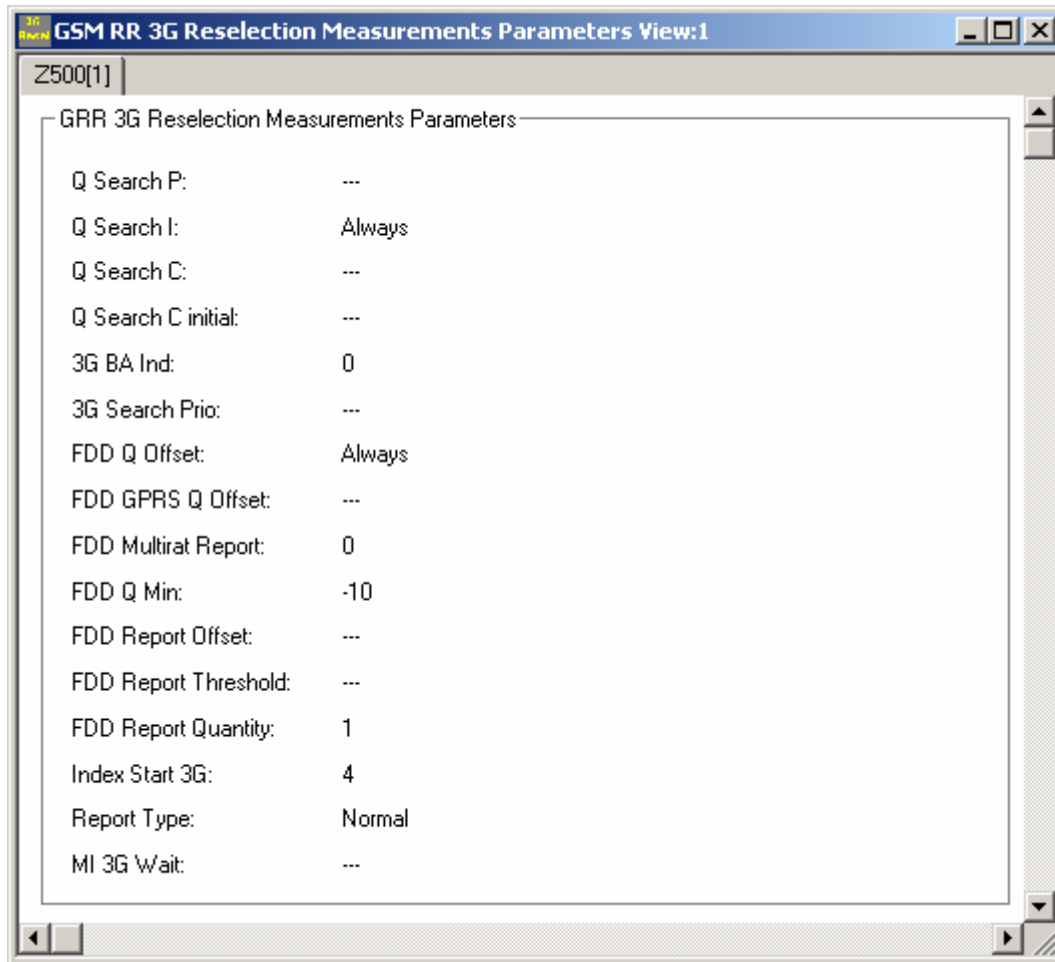 GSM RR 3G Reselection Measurements Parameters View:1
Z500[1]
GRR 3G Reselection Measurements Parameters
Q Search P: ---
Q Search I: Always
Q Search C: ---
Q Search C initial: ---
3G BA Ind: 0
3G Search Prio: ---
FDD Q Offset: Always
FDD GPRS Q Offset: ---
FDD Multirat Report: 0
FDD Q Min: -10
FDD Report Offset: ---
FDD Report Threshold: ---
FDD Report Quantity: 1
Index Start 3G: 4
Report Type: Normal
MI 3G Wait: ---